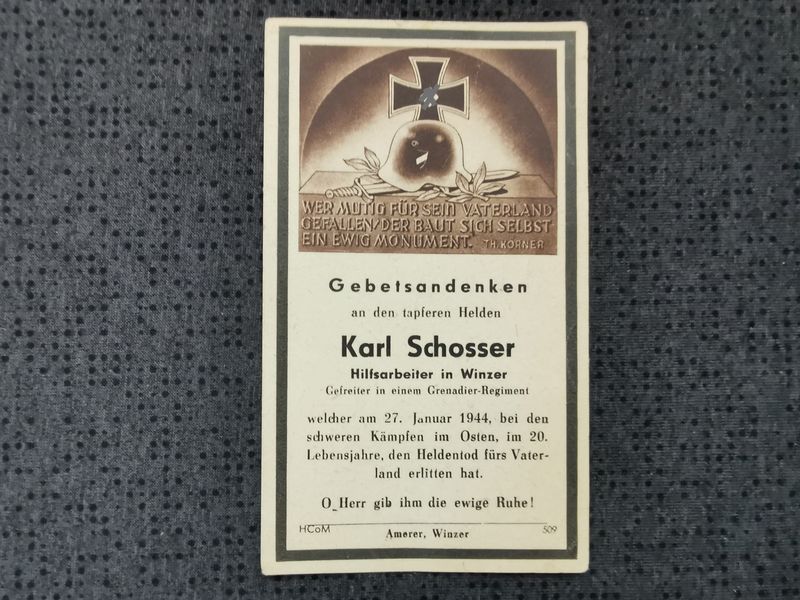 WER MUTIG FÜR SEIN VATERLAND
GEFALLEN/DER BAUT SICH SELBST
EIN EWIG MONUMENT. TH. KÖRNER
Gebetsandenken
an den tapferen Helden
Karl Schosser
Hilfsarbeiter in Winzer
Gefreiter in einem Grenadier-Regiment
welcher am 27. Januar 1944, bei den
schweren Kämpfen im Osten, im 20.
Lebensjahre, den Heldentod fürs Vater-
land erlitten hat.
O Herr gib ihm die ewige Ruhe!
HCoM 509
Amerer, Winzer